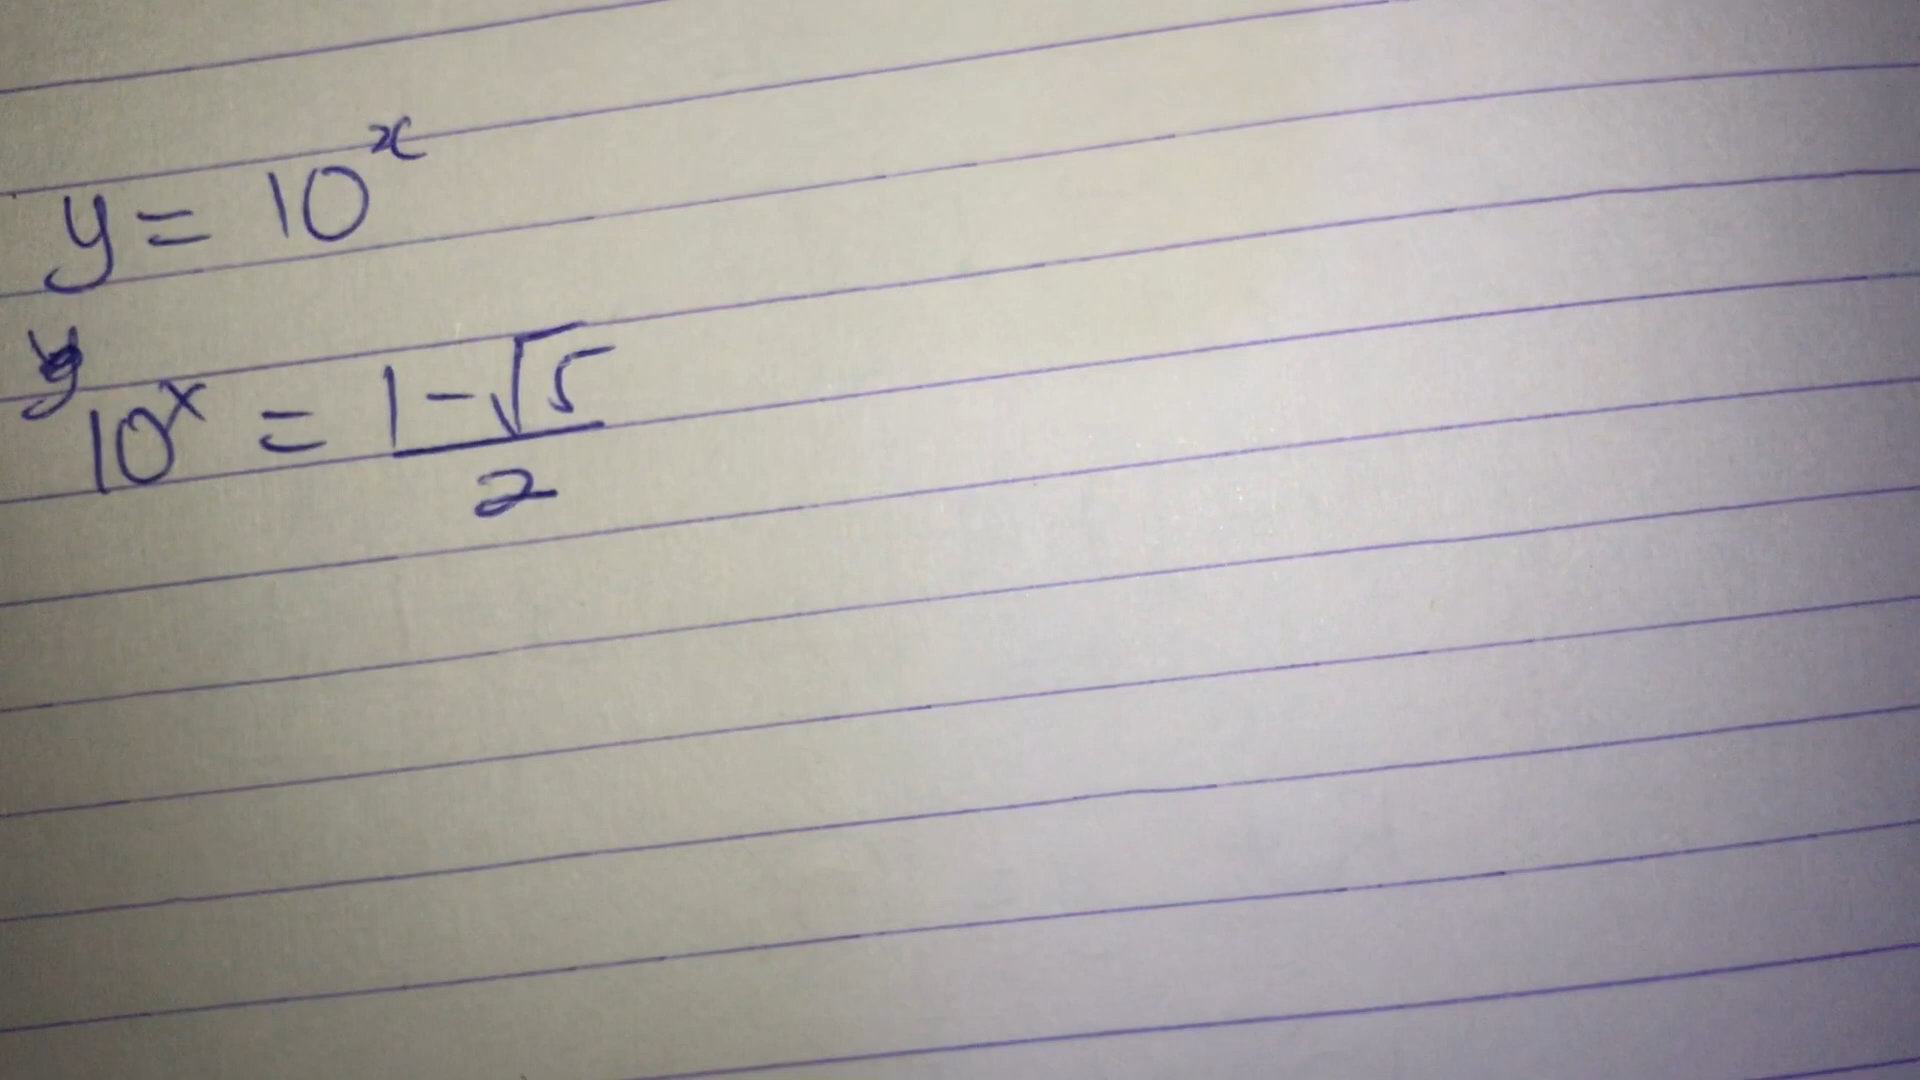 y = 10^x
10^x = (1-√5)/2